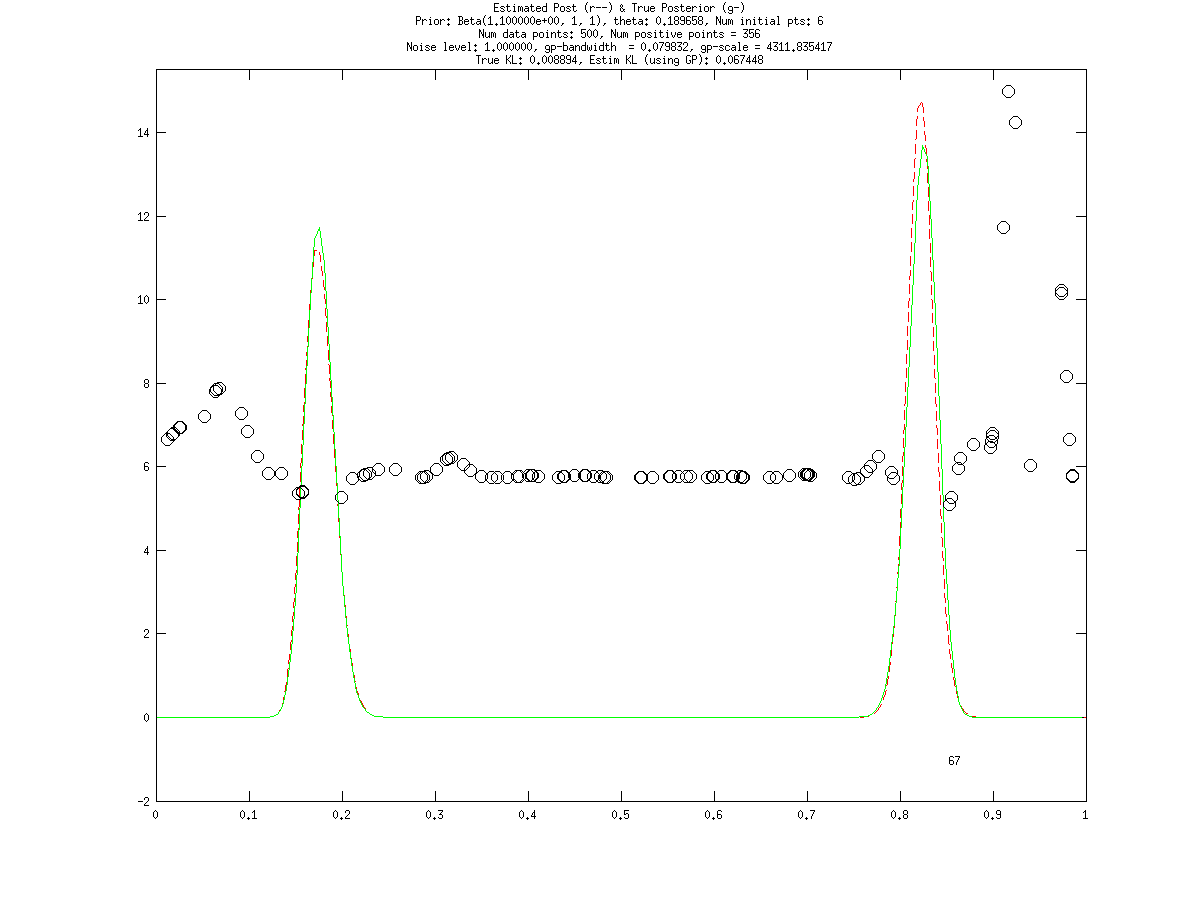 Estimated Post (r--) & True Posterior (g-)
Prior: Beta(1.100000e+00, 1, 1), theta: 0.189658, Num initial pts: 6
Num data points: 500, Num positive points = 356
Noise level: 1.000000, gp-bandwidth  = 0.079832, gp-scale = 4311.835417
True KL: 0.008894, Estim KL (using GP): 0.067448
14
12
10
8
6
4
2
0
67
-2
0 0.1 0.2 0.3 0.4 0.5 0.6 0.7 0.8 0.9 1